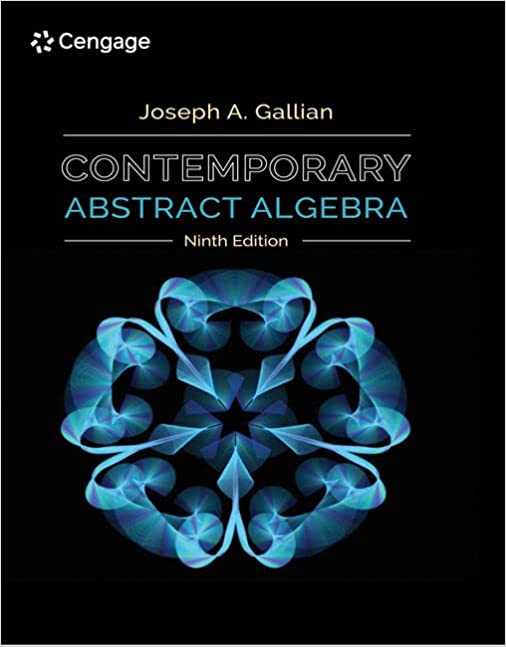 Cengage
Joseph A. Gallian
CONTEMPORARY
ABSTRACT ALGEBRA
Ninth Edition